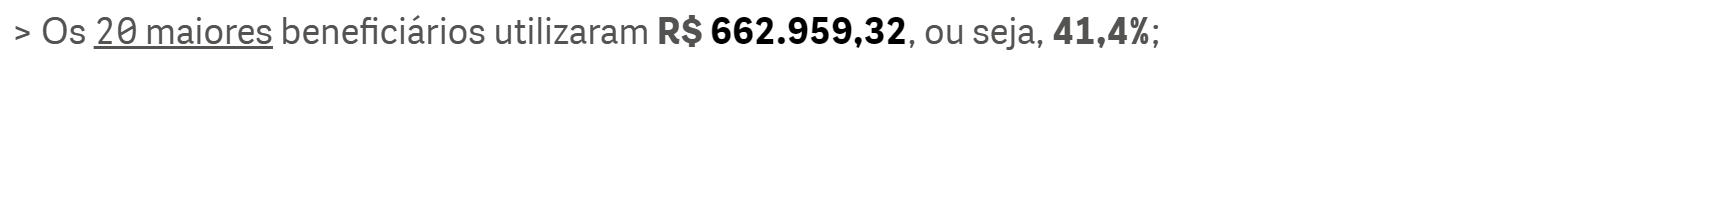 > Os 20 maiores beneficiários utilizaram R$ 662.959,32, ou seja, 41,4%;